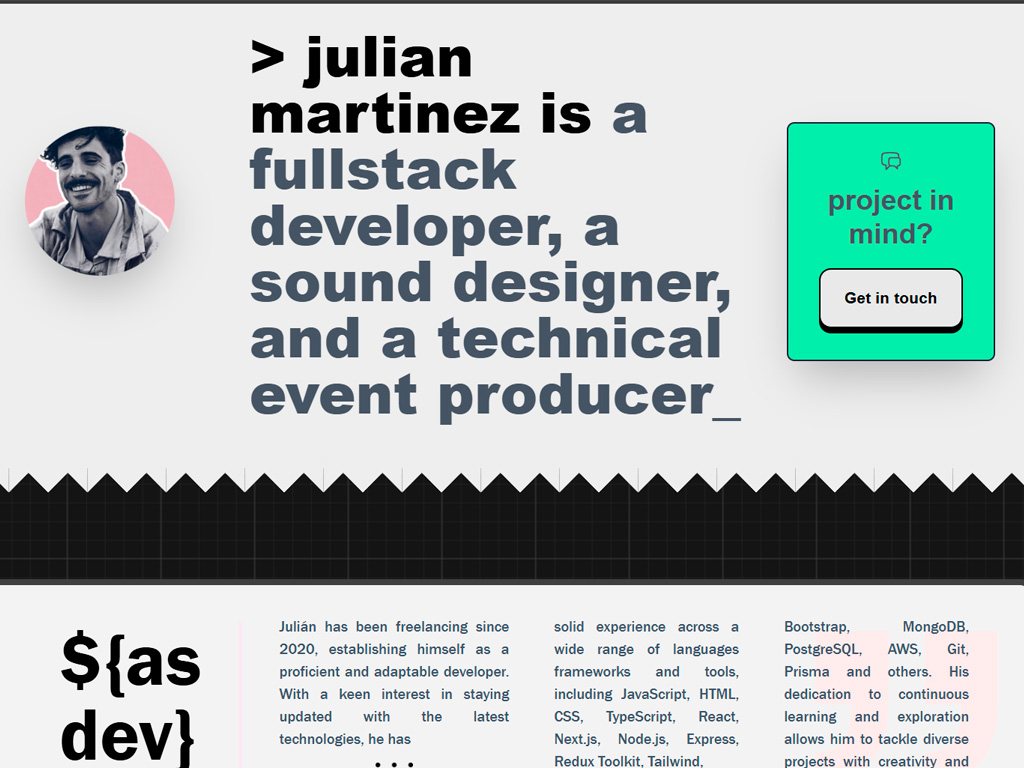 > julian
martinez is a
fullstack
developer, a
sound designer,
and a technical
event producer_
project in
mind?
Get in touch
${as
dev}
Julián has been freelancing since
2020, establishing himself as a
proficient and adaptable developer.
With a keen interest in staying
updated with the latest
technologies, he has
...
solid experience across a
wide range of languages
frameworks and tools,
including JavaScript, HTML,
CSS, TypeScript, React,
Next.js, Node.js, Express,
Redux Toolkit, Tailwind,
Bootstrap, MongoDB,
PostgreSQL, AWS, Git,
Prisma and others. His
dedication to continuous
learning and exploration
allows him to tackle diverse
projects with creativity and